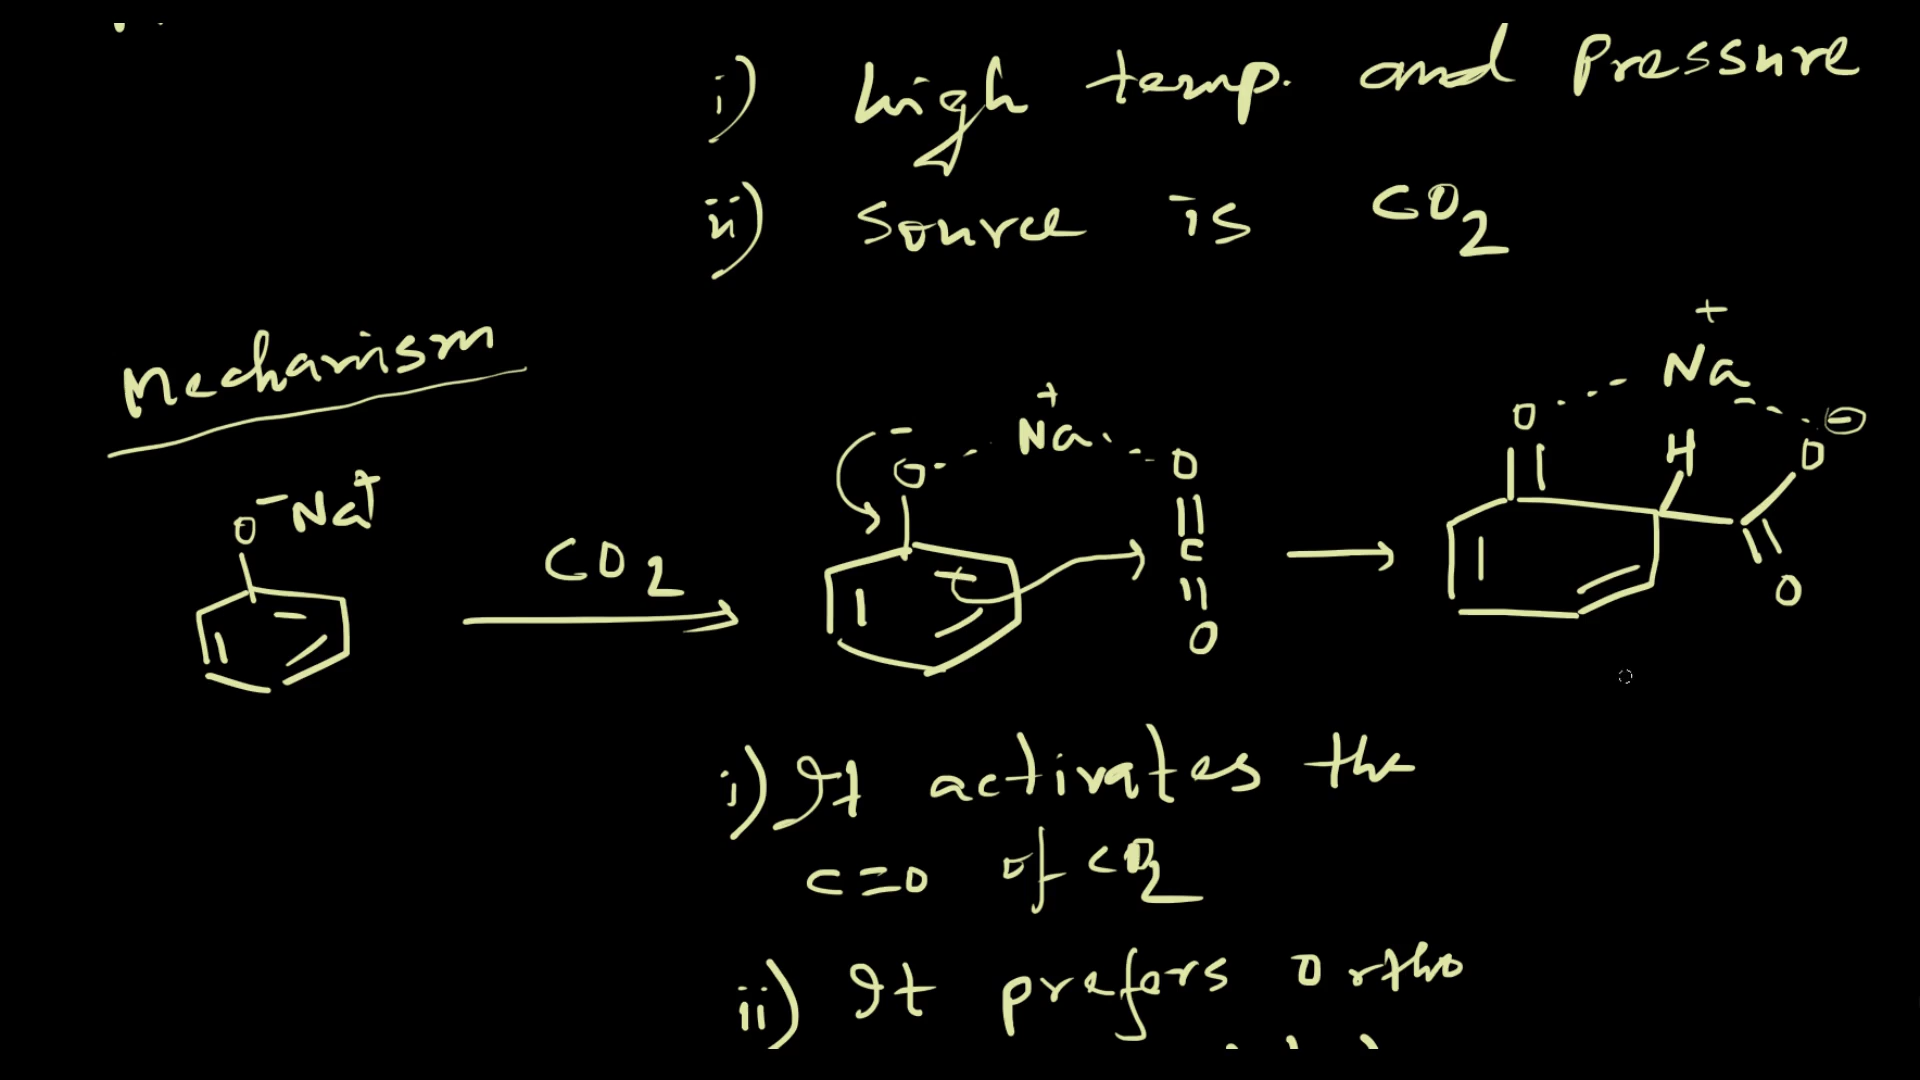 i) high temp. and Pressure
ii) Source is CO2
Mechanism
O⁻ Na⁺
CO2
O⁻ Na⁺ O
C
O
O Na⁺ O⊖
H
O
i) It activates the
C=O of CO2
ii) It prefers ortho